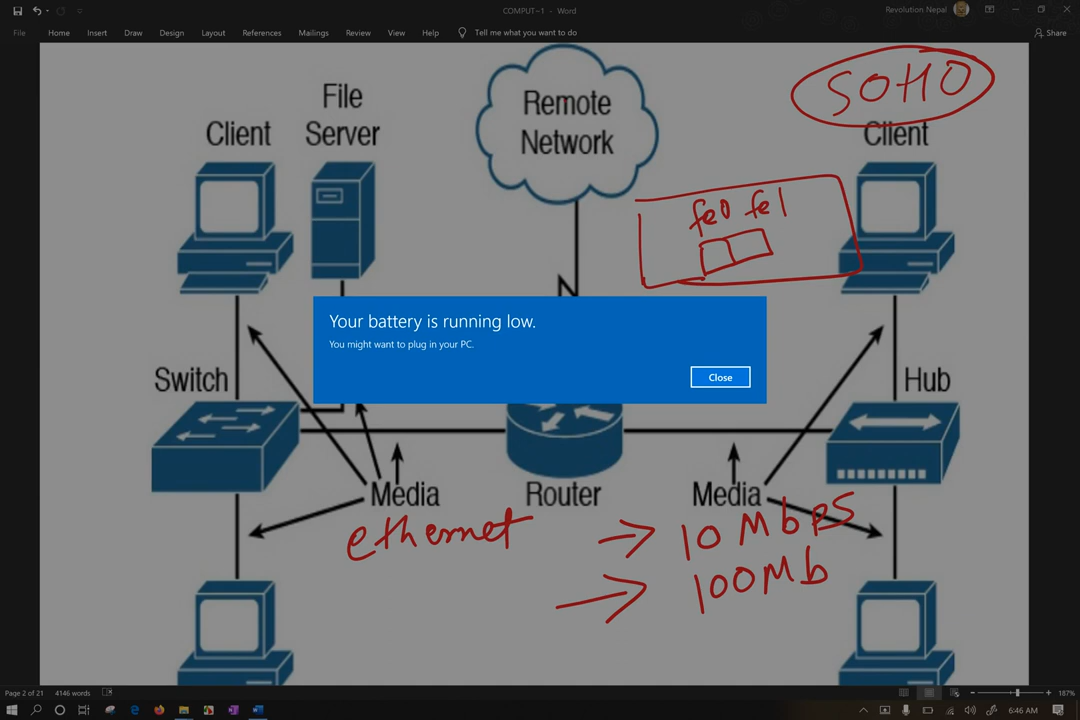 COMPUT~1 - Word
Revolution Nepal
File Home Insert Draw Design Layout References Mailings Review View Help Tell me what you want to do Share
SOHO
File
Server
Client
Remote
Network
Client
fe0 fe1
Your battery is running low.
You might want to plug in your PC.
Close
Switch
Hub
Media
Router
Media
ethernet
10 Mbps
100Mb
Page 2 of 21 4146 words
187%
6:46 AM